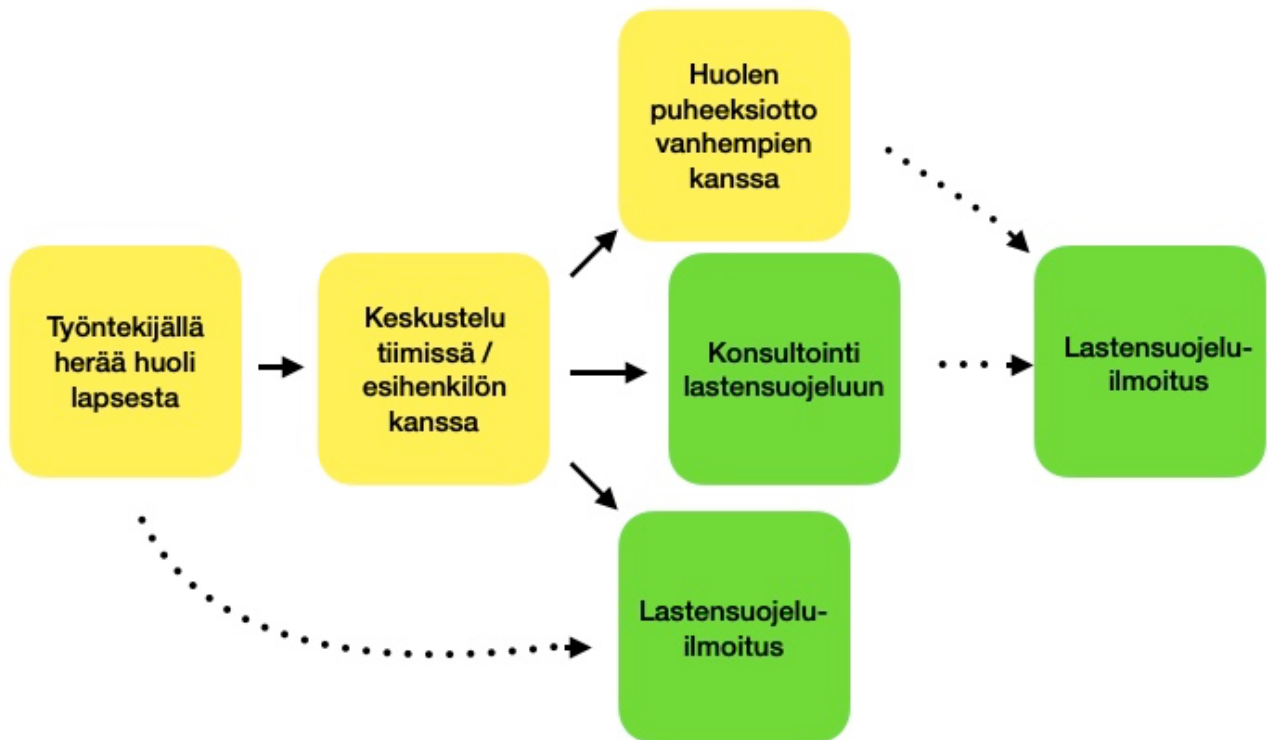 Työntekijällä
herää huoli
lapsesta
Keskustelu
tiimissä /
esihenkilön
kanssa
Huolen
puheeksiotto
vanhempien
kanssa
Konsultointi
lastensuojeluun
Lastensuojelu-
ilmoitus
Lastensuojelu-
ilmoitus